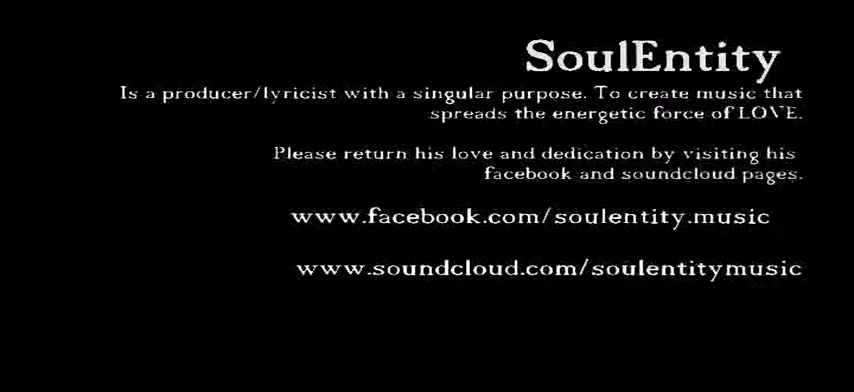 SoulEntity
Is a producer/lyricist with a singular purpose. To create music that
spreads the energetic force of LOVE.
Please return his love and dedication by visiting his
facebook and soundcloud pages.
www.facebook.com/soulentity.music
www.soundcloud.com/soulentitymusic